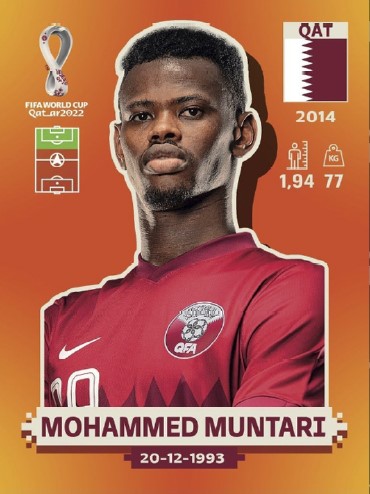 FIFA WORLD CUP
Qatar2022
QAT
2014
KG
1,94 77
QFA
MOHAMMED MUNTARI
20-12-1993